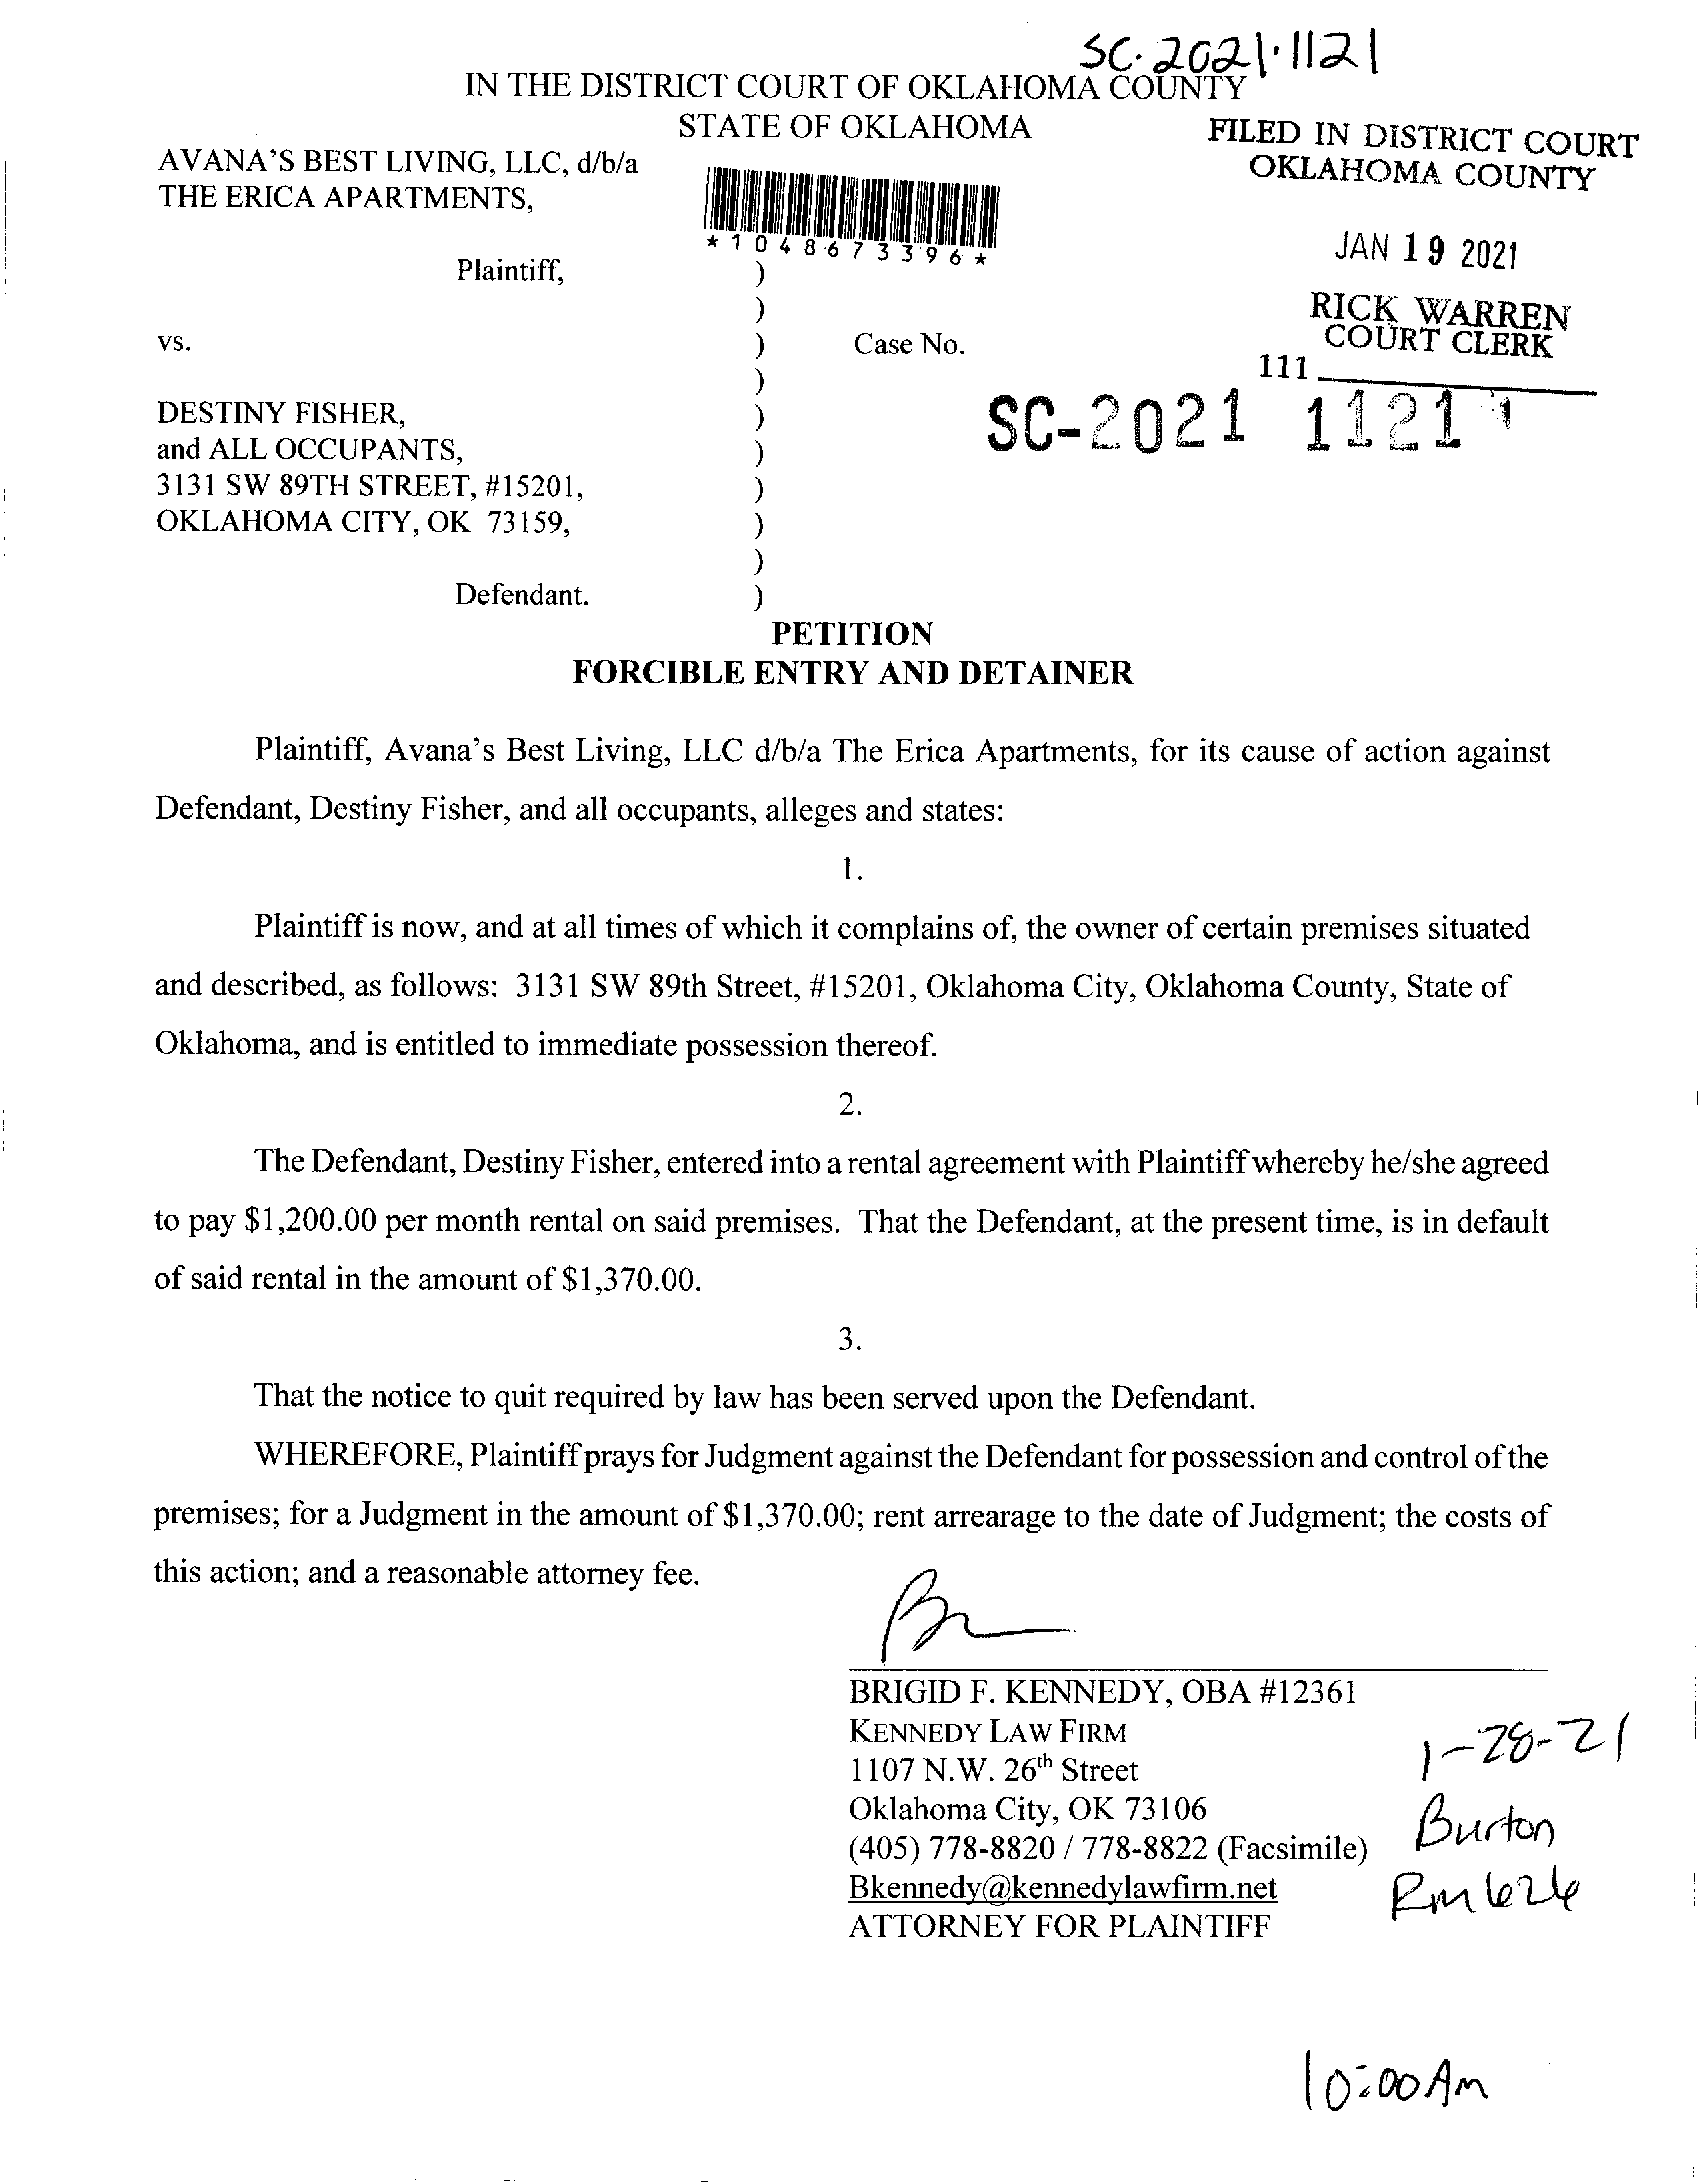 SC-2021-1121
IN THE DISTRICT COURT OF OKLAHOMA COUNTY
STATE OF OKLAHOMA
FILED IN DISTRICT COURT
OKLAHOMA COUNTY
JAN 19 2021
RICK WARREN
COURT CLERK
111
AVANA'S BEST LIVING, LLC, d/b/a
THE ERICA APARTMENTS,
*1048673396*
Plaintiff, )
)
vs. ) Case No.
)
SC-2021 1121
DESTINY FISHER, )
and ALL OCCUPANTS, )
3131 SW 89TH STREET, #15201, )
OKLAHOMA CITY, OK 73159, )
)
Defendant. )
PETITION
FORCIBLE ENTRY AND DETAINER
Plaintiff, Avana's Best Living, LLC d/b/a The Erica Apartments, for its cause of action against
Defendant, Destiny Fisher, and all occupants, alleges and states:
1.
Plaintiff is now, and at all times of which it complains of, the owner of certain premises situated
and described, as follows: 3131 SW 89th Street, #15201, Oklahoma City, Oklahoma County, State of
Oklahoma, and is entitled to immediate possession thereof.
2.
The Defendant, Destiny Fisher, entered into a rental agreement with Plaintiff whereby he/she agreed
to pay $1,200.00 per month rental on said premises. That the Defendant, at the present time, is in default
of said rental in the amount of $1,370.00.
3.
That the notice to quit required by law has been served upon the Defendant.
WHEREFORE, Plaintiff prays for Judgment against the Defendant for possession and control of the
premises; for a Judgment in the amount of $1,370.00; rent arrearage to the date of Judgment; the costs of
this action; and a reasonable attorney fee.
BRIGID F. KENNEDY, OBA #12361
KENNEDY LAW FIRM
1107 N.W. 26th Street
Oklahoma City, OK 73106
(405) 778-8820 / 778-8822 (Facsimile)
Bkennedy@kennedylawfirm.net
ATTORNEY FOR PLAINTIFF
1-28-21
Burton
Rm 626
10:00 Am